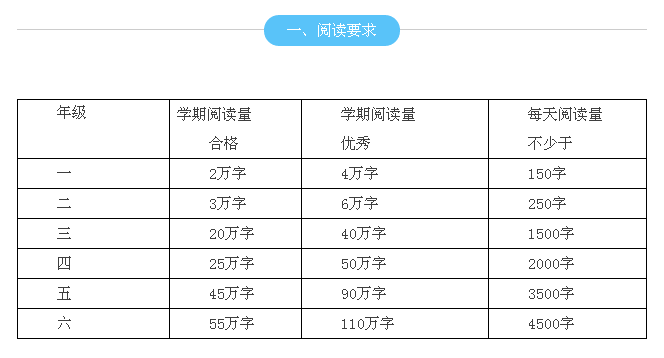 一、阅读要求
年级 学期阅读量 学期阅读量 每天阅读量
合格 优秀 不少于
一 2万字 4万字 150字
二 3万字 6万字 250字
三 20万字 40万字 1500字
四 25万字 50万字 2000字
五 45万字 90万字 3500字
六 55万字 110万字 4500字